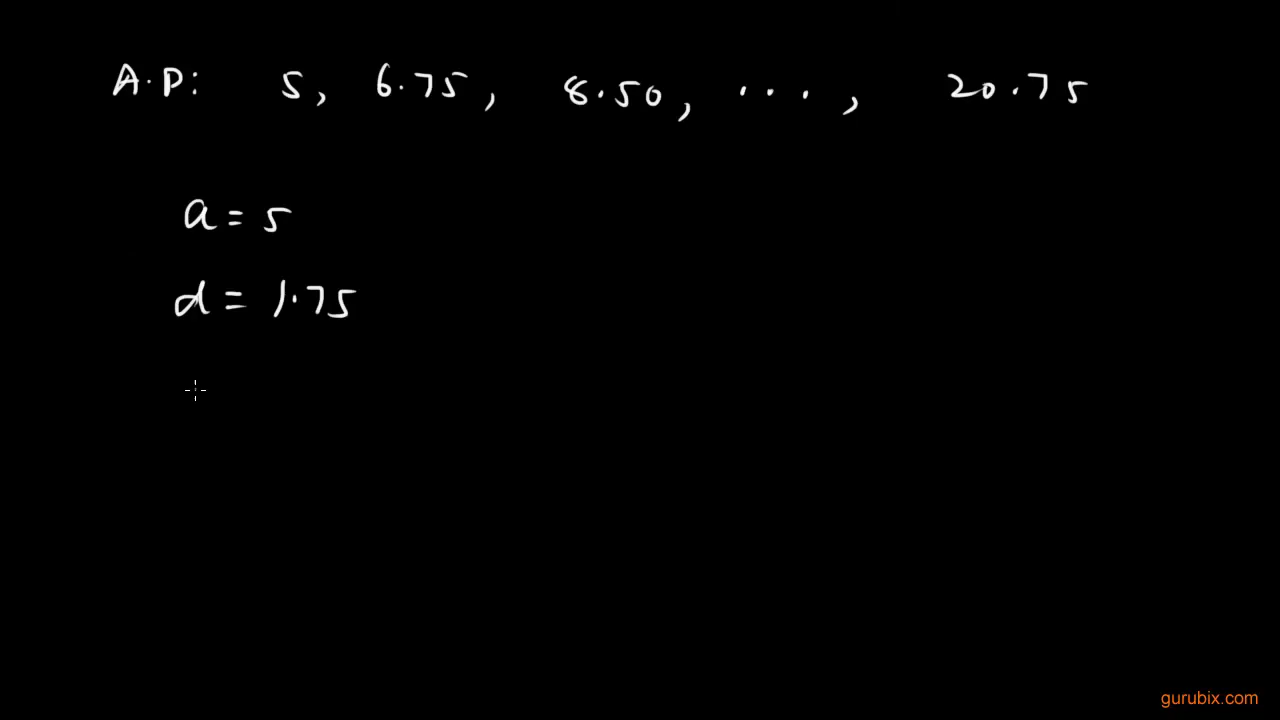 A.P: 5, 6.75, 8.50, ..., 20.75
a = 5
d = 1.75
gurubix.com